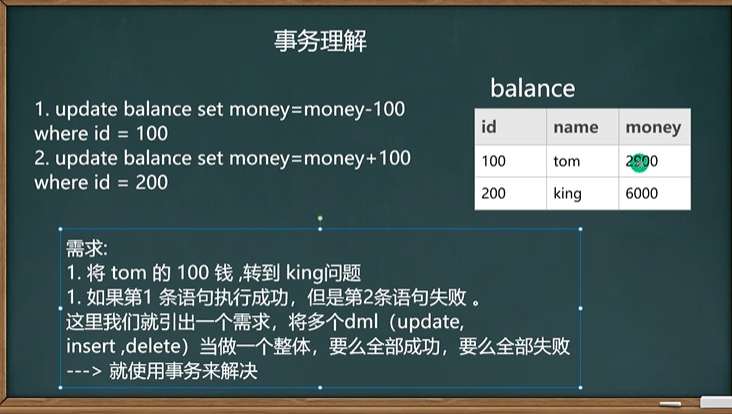 事务理解
1. update balance set money=money-100
where id = 100
2. update balance set money=money+100
where id = 200
balance
id name money
100 tom
200 king 6000
需求:
1. 将 tom 的 100 钱 ,转到 king问题
1. 如果第1 条语句执行成功，但是第2条语句失败 。
这里我们就引出一个需求，将多个dml（update,
insert ,delete）当做一个整体，要么全部成功，要么全部失败
---> 就使用事务来解决